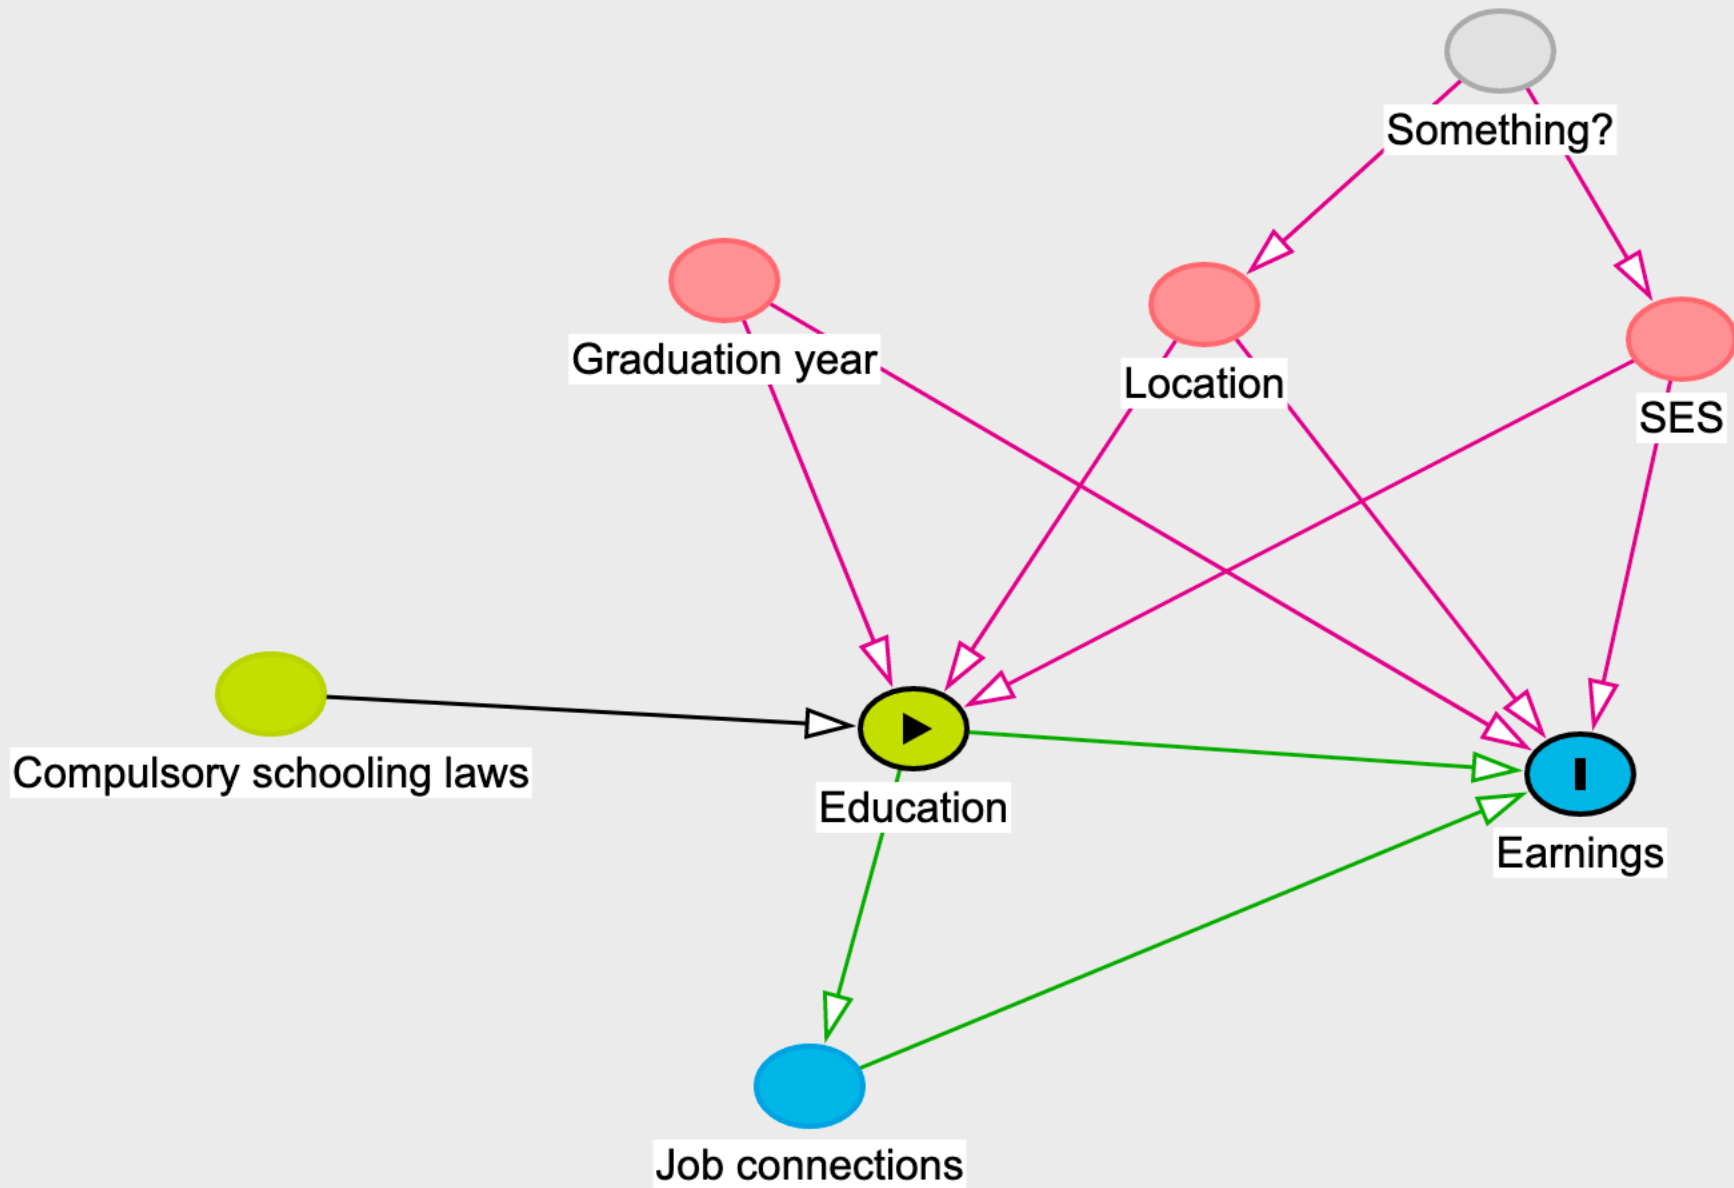 Something?
Graduation year
Location
SES
Compulsory schooling laws
Education
Earnings
Job connections